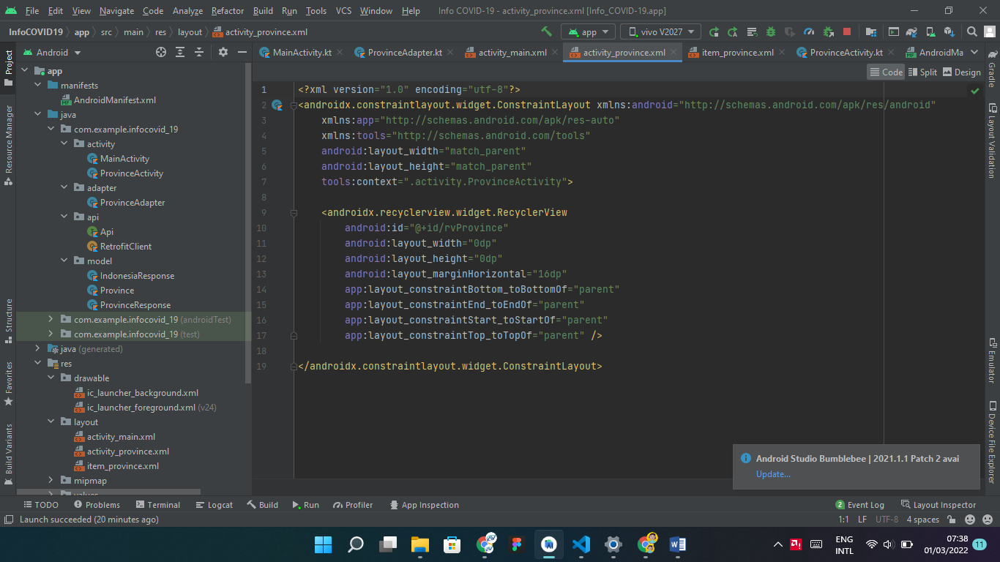 File Edit View Navigate Code Analyze Refactor Build Run Tools VCS Window Help Info COVID-19 - activity_province.xml [Info_COVID-19.app]
InfoCOVID19 app src main res layout activity_province.xml app vivo V2027
Android MainActivity.kt ProvinceAdapter.kt activity_main.xml activity_province.xml item_province.xml ProvinceActivity.kt AndroidMa
Code Split Design
Project
Resource Manager
Structure
Favorites
Build Variants
app
manifests
AndroidManifest.xml
java
com.example.infocovid_19
activity
MainActivity
ProvinceActivity
adapter
ProvinceAdapter
api
Api
RetrofitClient
model
IndonesiaResponse
Province
ProvinceResponse
com.example.infocovid_19 (androidTest)
com.example.infocovid_19 (test)
java (generated)
res
drawable
ic_launcher_background.xml
ic_launcher_foreground.xml (v24)
layout
activity_main.xml
activity_province.xml
item_province.xml
mipmap
values
1 <?xml version="1.0" encoding="utf-8"?>
2 <androidx.constraintlayout.widget.ConstraintLayout xmlns:android="http://schemas.android.com/apk/res/android"
3 xmlns:app="http://schemas.android.com/apk/res-auto"
4 xmlns:tools="http://schemas.android.com/tools"
5 android:layout_width="match_parent"
6 android:layout_height="match_parent"
7 tools:context=".activity.ProvinceActivity">
8
9 <androidx.recyclerview.widget.RecyclerView
10 android:id="@+id/rvProvince"
11 android:layout_width="0dp"
12 android:layout_height="0dp"
13 android:layout_marginHorizontal="16dp"
14 app:layout_constraintBottom_toBottomOf="parent"
15 app:layout_constraintEnd_toEndOf="parent"
16 app:layout_constraintStart_toStartOf="parent"
17 app:layout_constraintTop_toTopOf="parent" />
18
19 </androidx.constraintlayout.widget.ConstraintLayout>
Gradle
Layout Validation
Emulator
Device File Explorer
Android Studio Bumblebee | 2021.1.1 Patch 2 avai
Update...
TODO Problems Terminal Logcat Build Run Profiler App Inspection 2 Event Log Layout Inspector
Launch succeeded (20 minutes ago) 1:1 LF UTF-8 4 spaces
ENG
INTL
07:38
01/03/2022
11